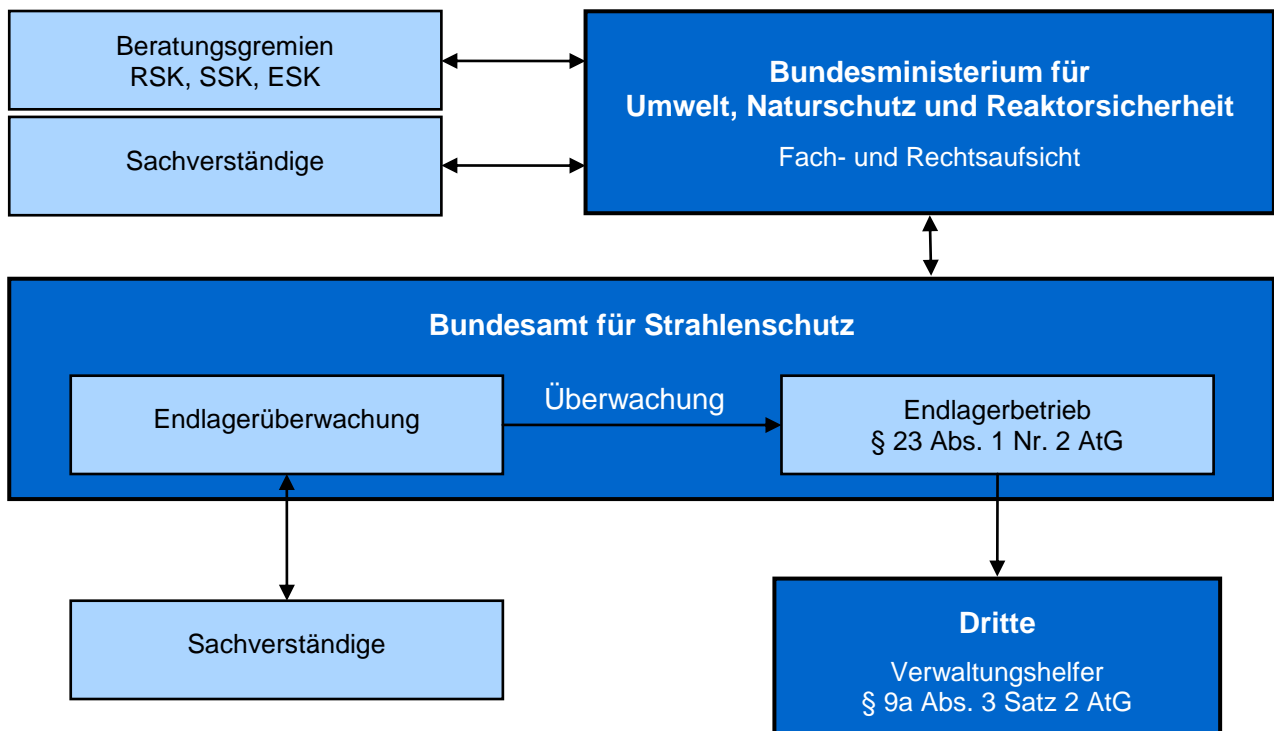 Beratungsgremien
RSK, SSK, ESK
Sachverständige
Bundesministerium für
Umwelt, Naturschutz und Reaktorsicherheit
Fach- und Rechtsaufsicht
Bundesamt für Strahlenschutz
Endlagerüberwachung
Überwachung
Endlagerbetrieb
§ 23 Abs. 1 Nr. 2 AtG
Sachverständige
Dritte
Verwaltungshelfer
§ 9a Abs. 3 Satz 2 AtG